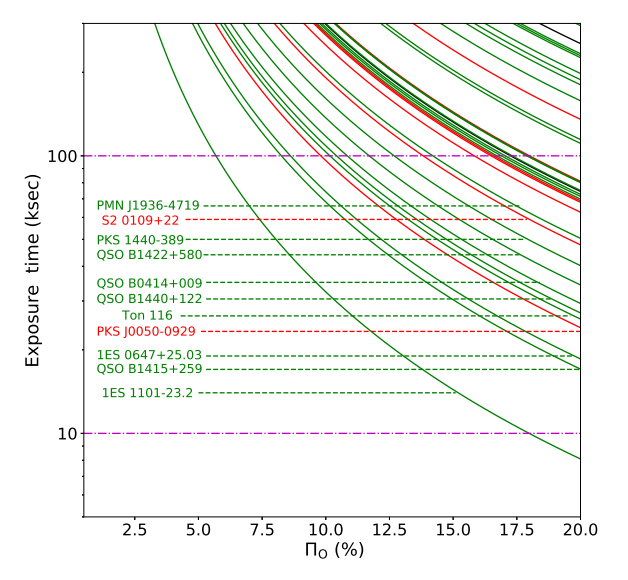 100
PMN J1936-4719
S2 0109+22
PKS 1440-389
QSO B1422+580
QSO B0414+009
QSO B1440+122
Ton 116
PKS J0050-0929
1ES 0647+25.03
QSO B1415+259
1ES 1101-23.2
10
Exposure time (ksec)
2.5 5.0 7.5 10.0 12.5 15.0 17.5 20.0
Π_O (%)